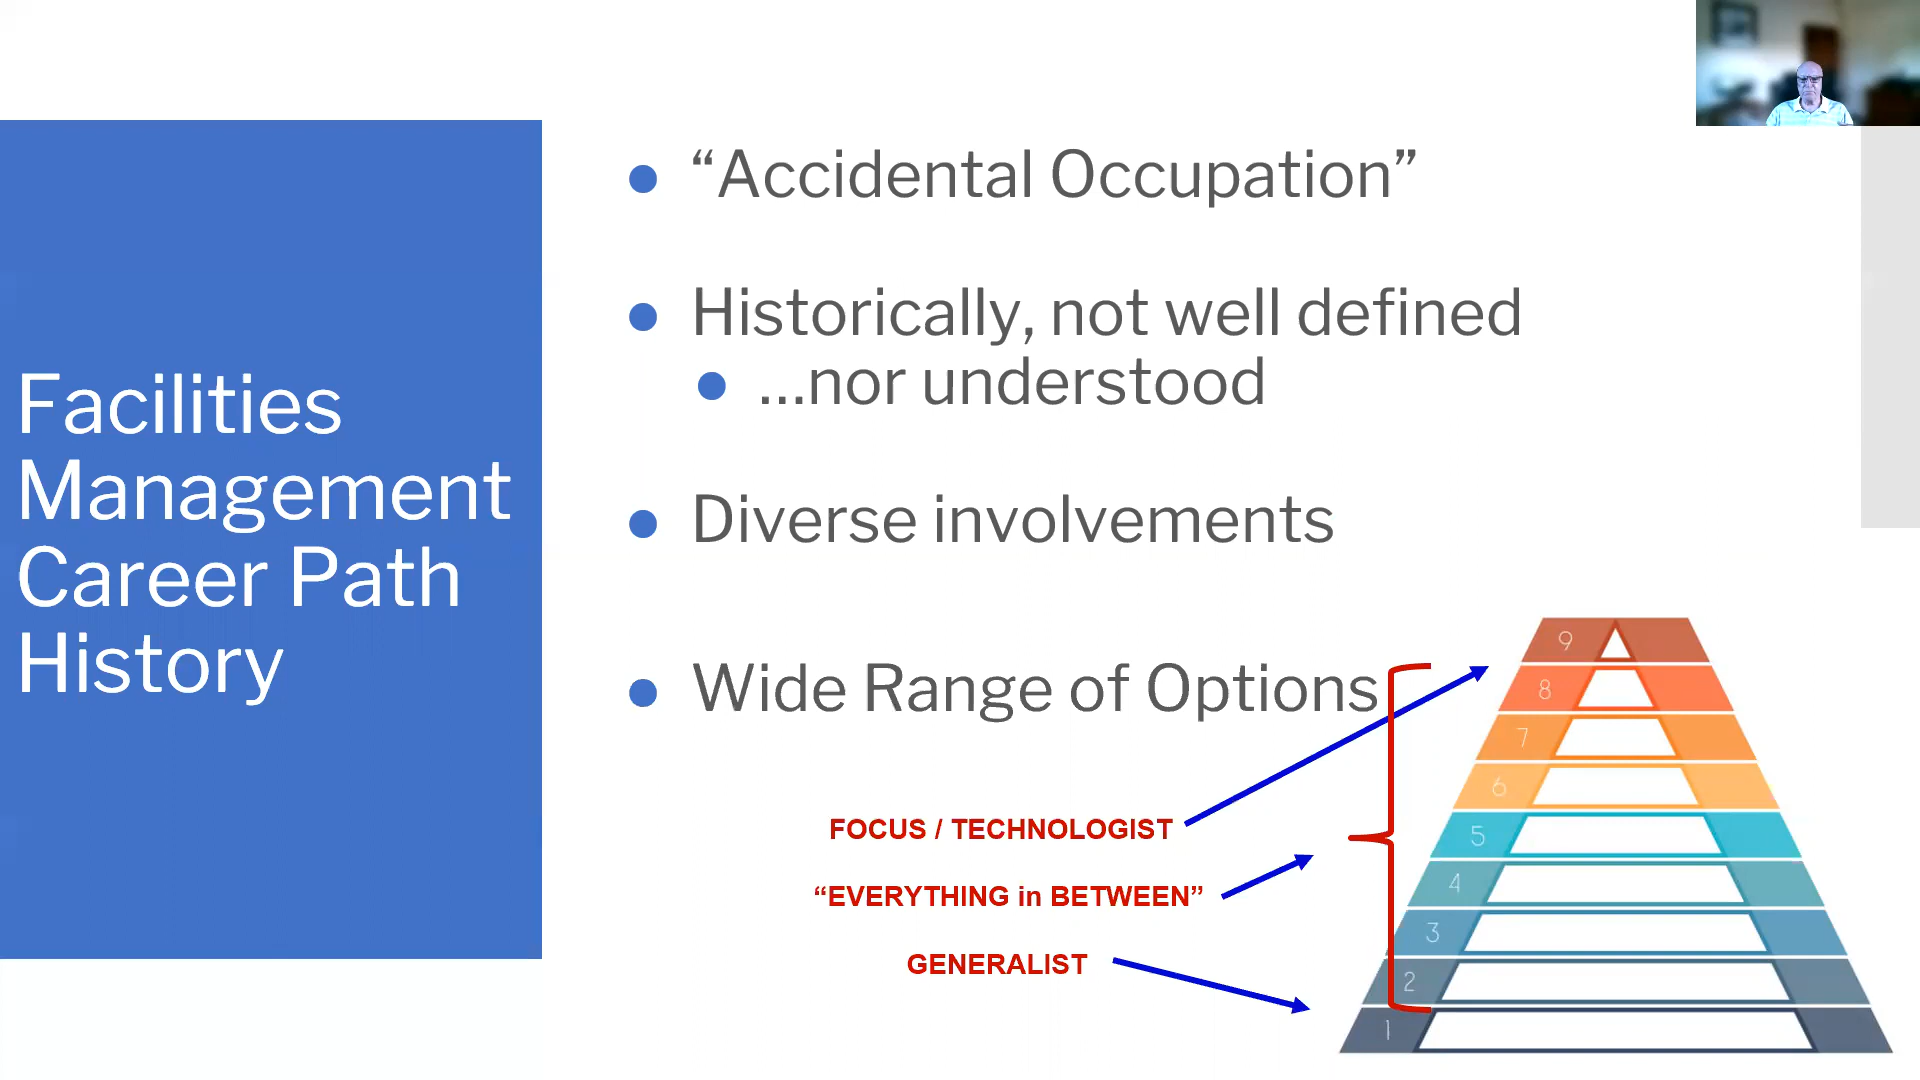 Facilities
Management
Career Path
History
“Accidental Occupation”
Historically, not well defined
...nor understood
Diverse involvements
Wide Range of Options
FOCUS / TECHNOLOGIST
“EVERYTHING in BETWEEN”
GENERALIST
9
8
7
6
5
4
3
2
1